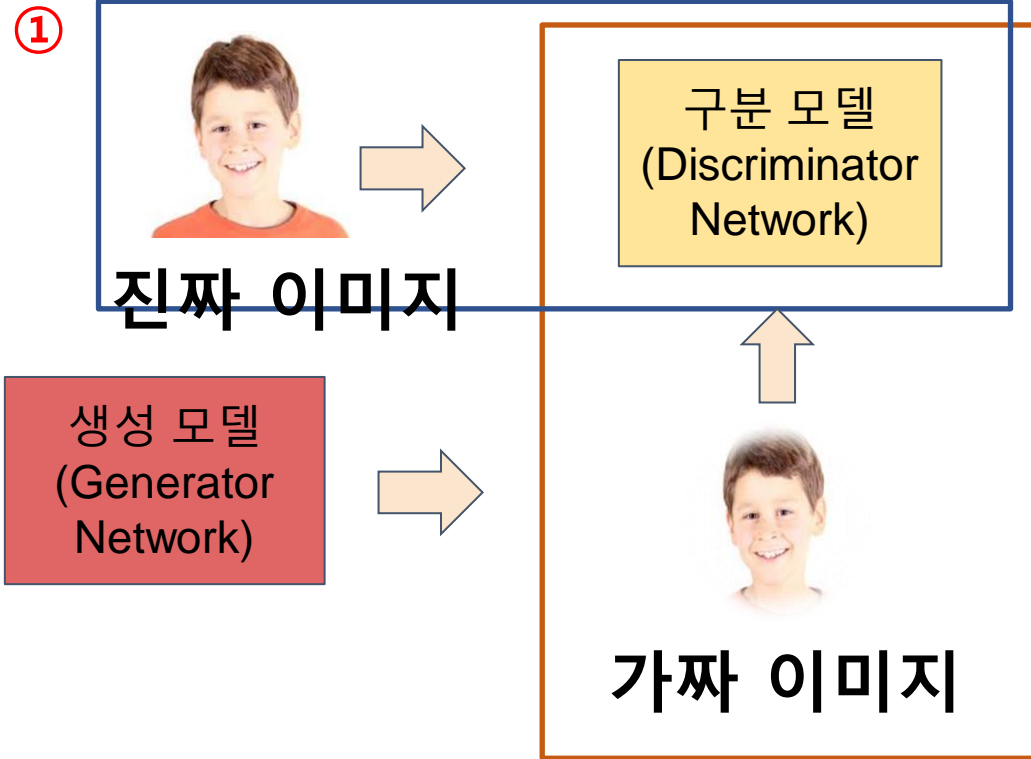 ①
구분 모델
(Discriminator
Network)
진짜 이미지
생성 모델
(Generator
Network)
가짜 이미지